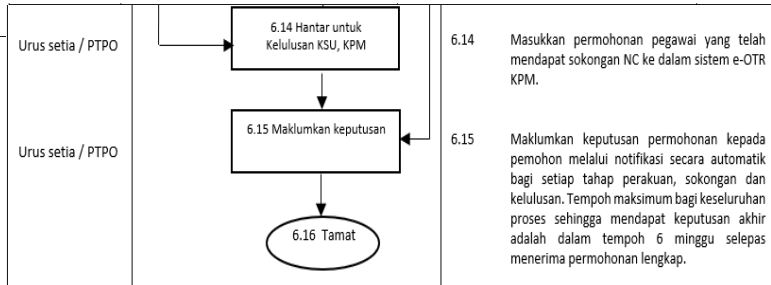 Urus setia / PTPO
6.14 Hantar untuk
Kelulusan KSU, KPM
6.14 Masukkan permohonan pegawai yang telah
mendapat sokongan NC ke dalam sistem e-OTR
KPM.
Urus setia / PTPO
6.15 Maklumkan keputusan
6.15 Maklumkan keputusan permohonan kepada
pemohon melalui notifikasi secara automatik
bagi setiap tahap perakuan, sokongan dan
kelulusan. Tempoh maksimum bagi keseluruhan
proses sehingga mendapat keputusan akhir
adalah dalam tempoh 6 minggu selepas
menerima permohonan lengkap.
6.16 Tamat